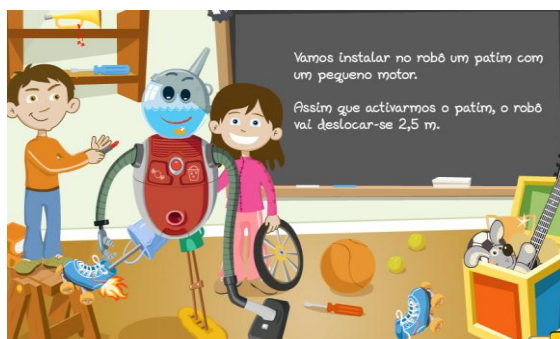 Vamos instalar no robô um patim com
um pequeno motor.
Assim que activarmos o patim, o robô
vai deslocar-se 2,5 m.